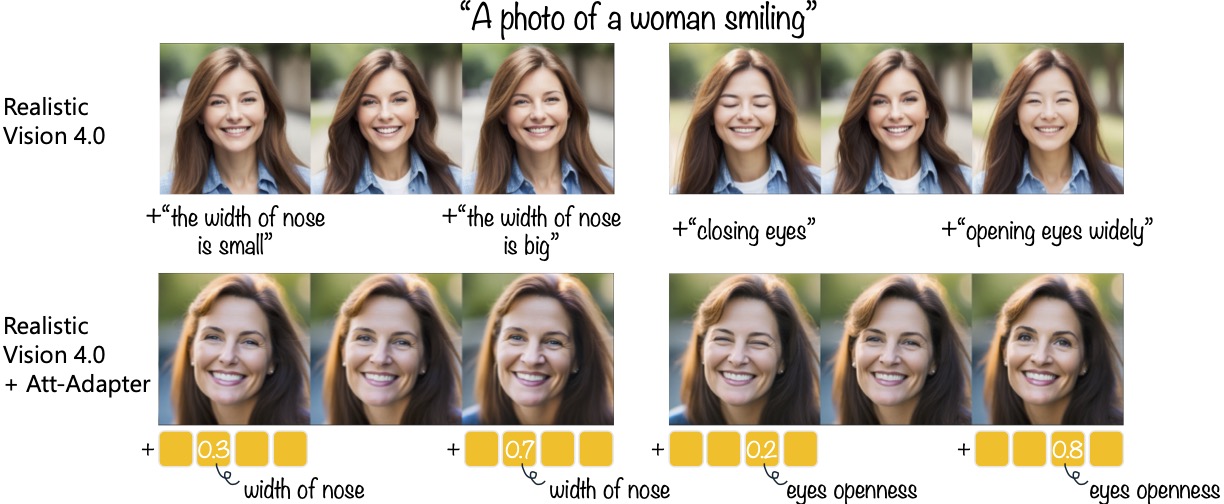 “A photo of a woman smiling”
Realistic
Vision 4.0
+“the width of nose
is small”
+“the width of nose
is big”
+“closing eyes”
+“opening eyes widely”
Realistic
Vision 4.0
+ Att-Adapter
+ 0.3
width of nose
+ 0.7
width of nose
+ 0.2
eyes openness
+ 0.8
eyes openness